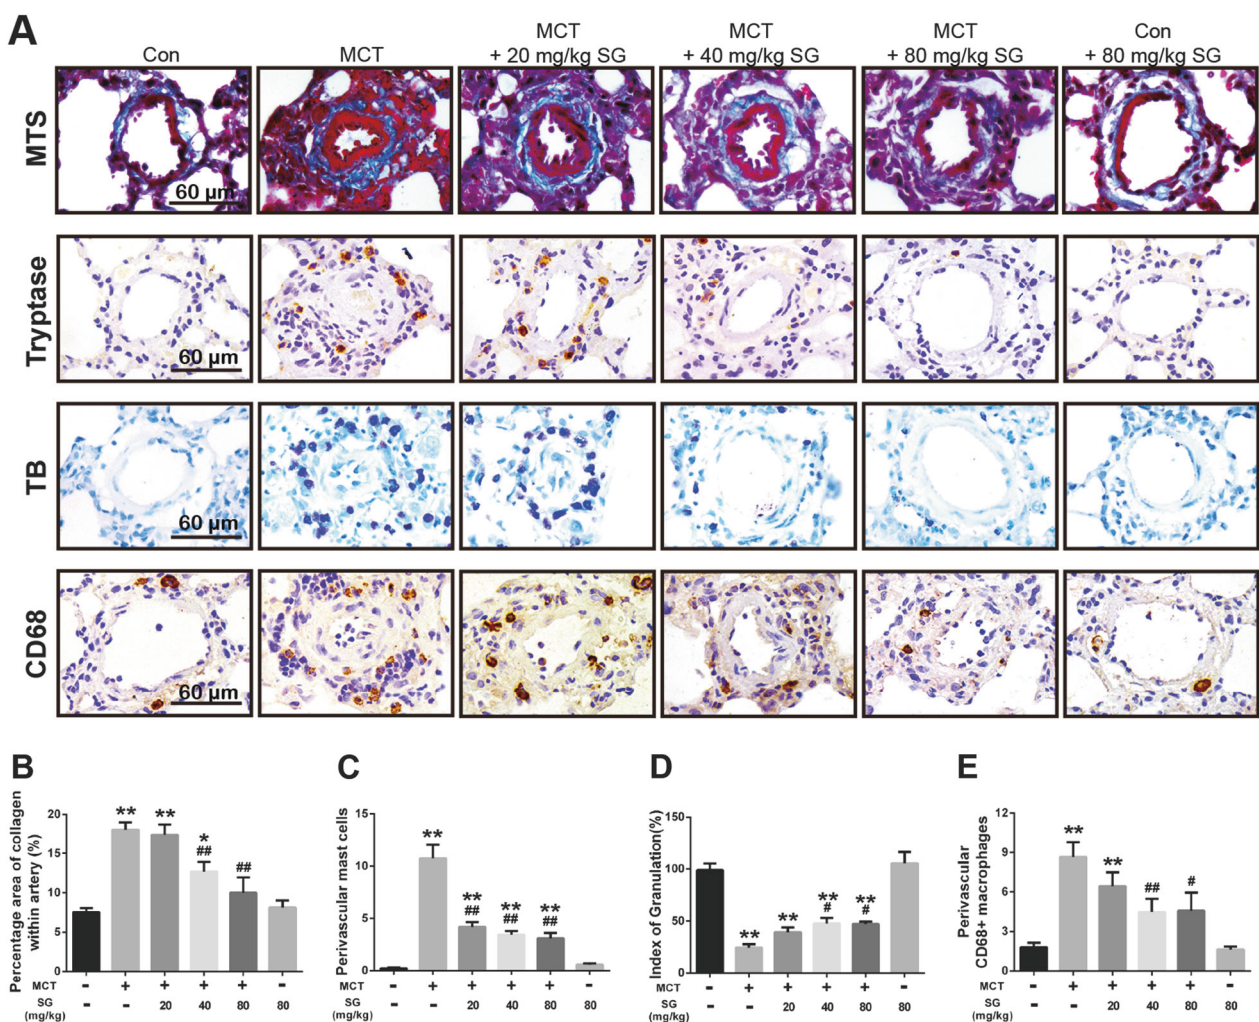 A
Con
MCT
MCT
+ 20 mg/kg SG
MCT
+ 40 mg/kg SG
MCT
+ 80 mg/kg SG
Con
+ 80 mg/kg SG
MTS
60 µm
Tryptase
60 µm
TB
60 µm
CD68
60 µm
B
Percentage area of collagen
within artery (%)
20
15
10
5
0
**
**
*
##
##
MCT - + + + + -
SG - - 20 40 80 80
(mg/kg)
C
Perivascular mast cells
15
10
5
0
**
** ** **
## ## ##
MCT - + + + + -
SG - - 20 40 80 80
(mg/kg)
D
Index of Granulation(%)
150
100
50
0
**
**
** **
# #
MCT - + + + + -
SG - - 20 40 80 80
(mg/kg)
E
Perivascular
CD68+ macrophages
12
9
6
3
0
**
**
##
#
MCT - + + + + -
SG - - 20 40 80 80
(mg/kg)